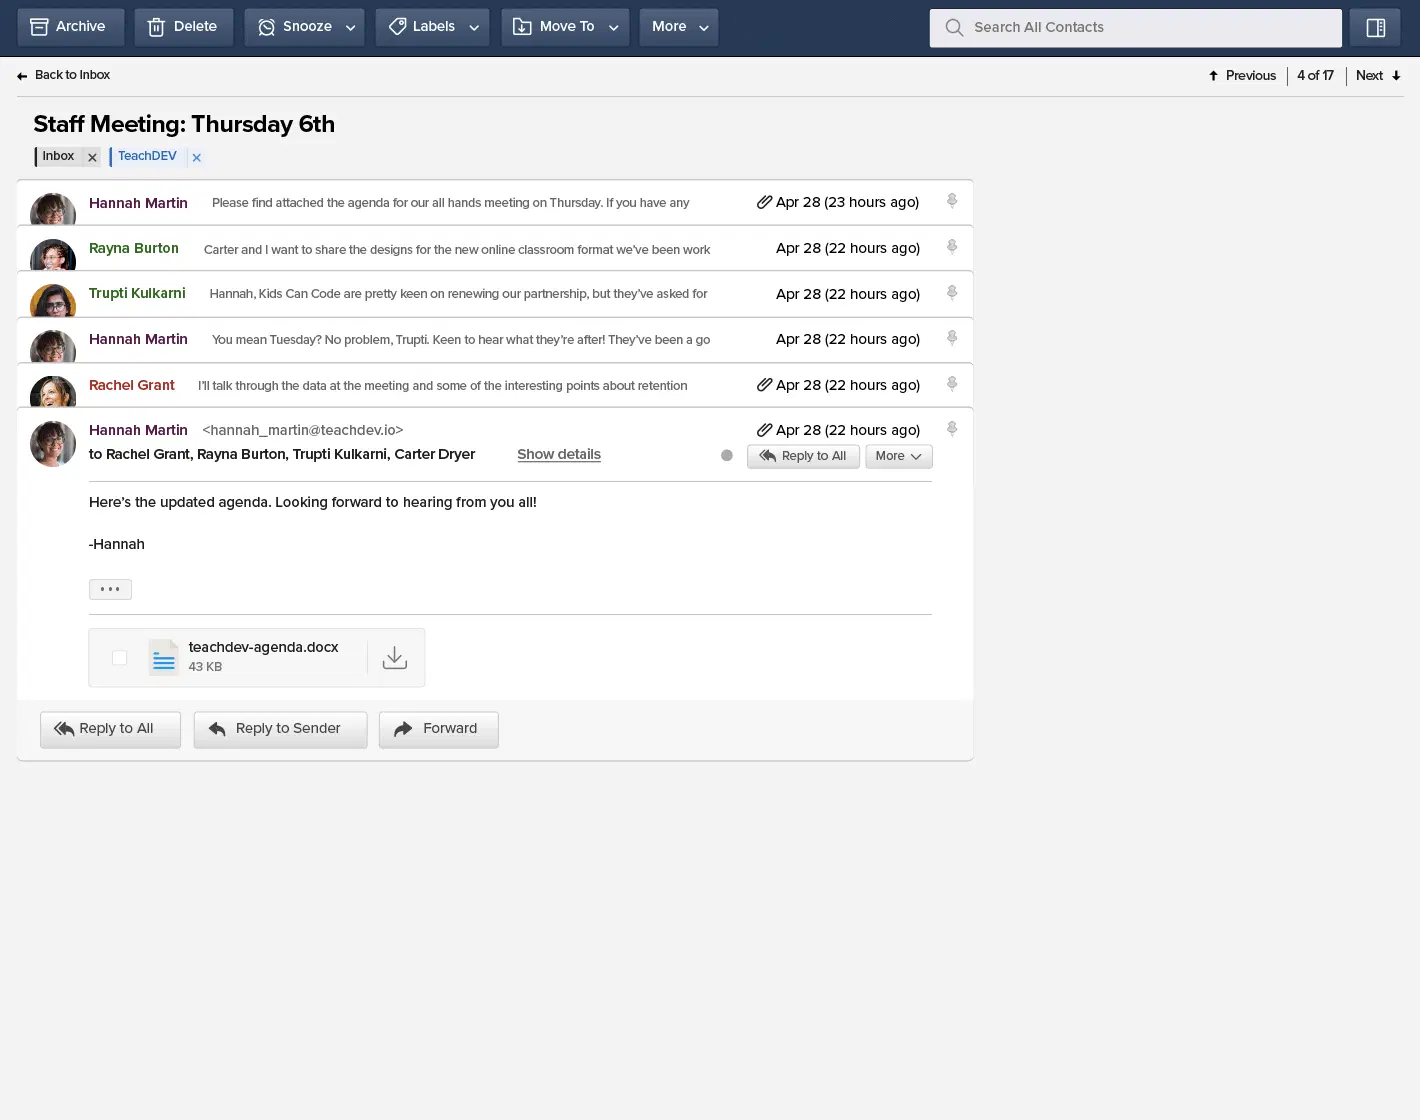 Archive Delete Snooze Labels Move To More Search All Contacts
Back to Inbox Previous 4 of 17 Next
Staff Meeting: Thursday 6th
Inbox × TeachDEV ×
Hannah Martin Please find attached the agenda for our all hands meeting on Thursday. If you have any Apr 28 (23 hours ago)
Rayna Burton Carter and I want to share the designs for the new online classroom format we've been work Apr 28 (22 hours ago)
Trupti Kulkarni Hannah, Kids Can Code are pretty keen on renewing our partnership, but they've asked for Apr 28 (22 hours ago)
Hannah Martin You mean Tuesday? No problem, Trupti. Keen to hear what they're after! They've been a go Apr 28 (22 hours ago)
Rachel Grant I'll talk through the data at the meeting and some of the interesting points about retention Apr 28 (22 hours ago)
Hannah Martin <hannah_martin@teachdev.io> Apr 28 (22 hours ago)
to Rachel Grant, Rayna Burton, Trupti Kulkarni, Carter Dryer Show details Reply to All More
Here's the updated agenda. Looking forward to hearing from you all!
-Hannah
•••
teachdev-agenda.docx
43 KB
Reply to All Reply to Sender Forward